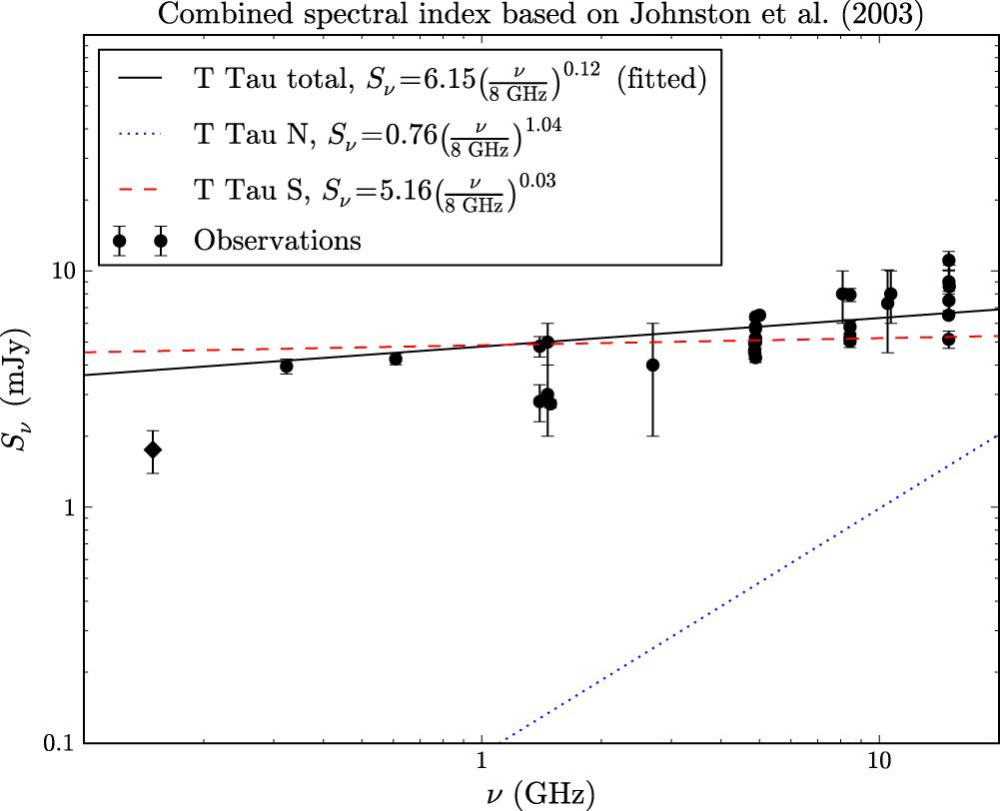 Combined spectral index based on Johnston et al. (2003)
T Tau total, S_ν=6.15(ν/8 GHz)^0.12 (fitted)
T Tau N, S_ν=0.76(ν/8 GHz)^1.04
T Tau S, S_ν=5.16(ν/8 GHz)^0.03
Observations
S_ν (mJy)
10
1
0.1
1
10
ν (GHz)